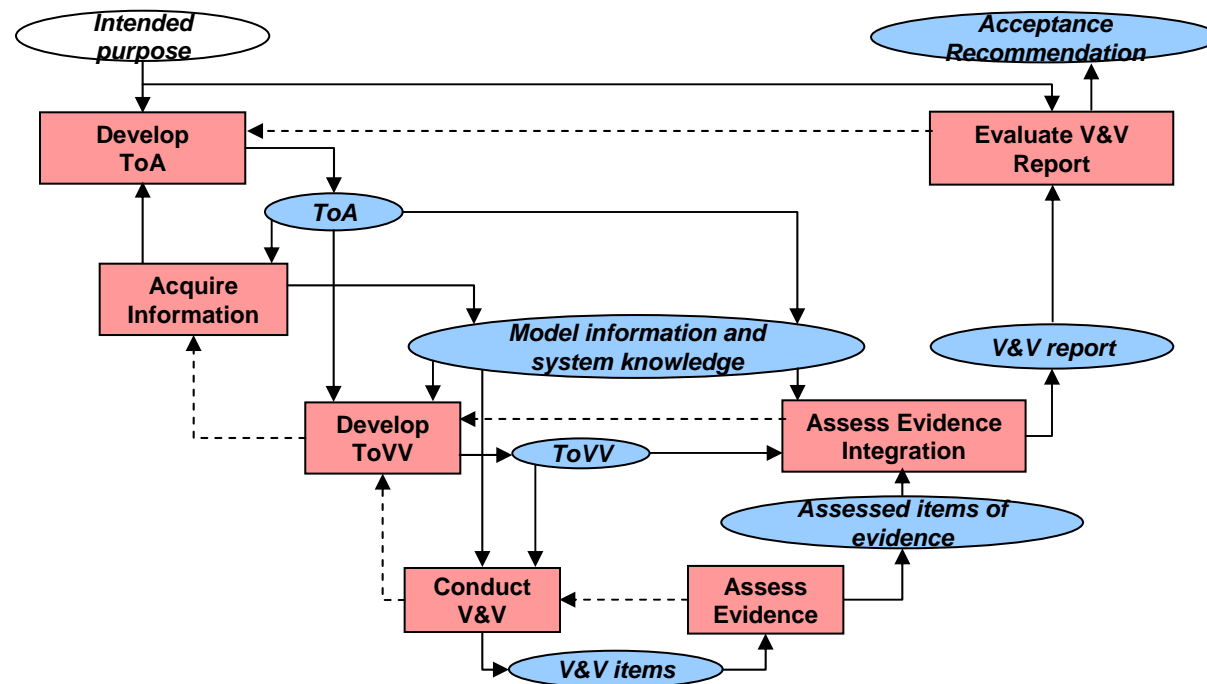 Intended
purpose
Acceptance
Recommendation
Develop
ToA
Evaluate V&V
Report
ToA
Acquire
Information
Model information and
system knowledge
V&V report
Develop
ToVV
Assess Evidence
Integration
ToVV
Assessed items of
evidence
Conduct
V&V
Assess
Evidence
V&V items